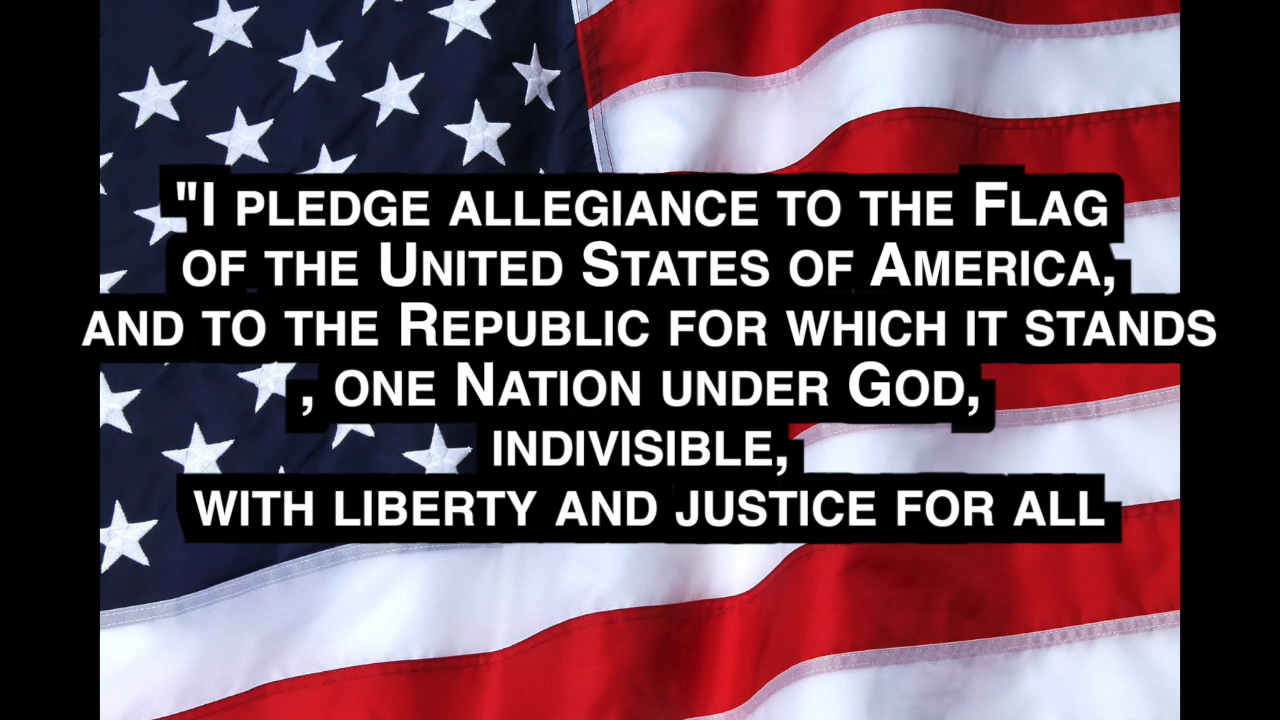 "I PLEDGE ALLEGIANCE TO THE FLAG
OF THE UNITED STATES OF AMERICA,
AND TO THE REPUBLIC FOR WHICH IT STANDS
, ONE NATION UNDER GOD,
INDIVISIBLE,
WITH LIBERTY AND JUSTICE FOR ALL